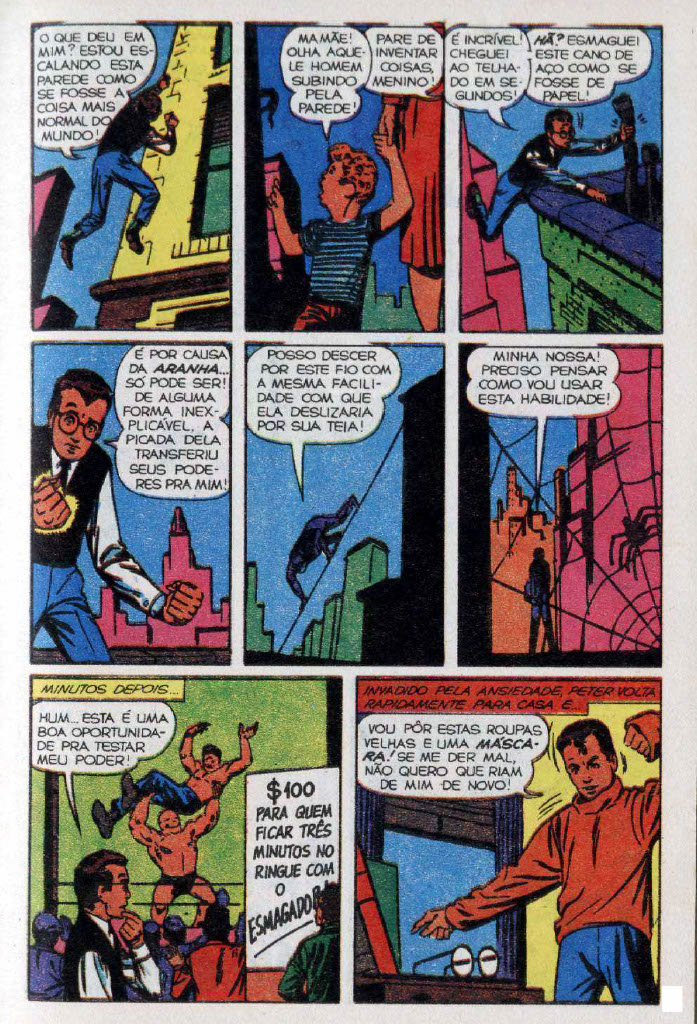 O QUE DEU EM
MIM? ESTOU ES-
CALANDO ESTA
PAREDE COMO
SE FOSSE A
COISA MAIS
NORMAL DO
MUNDO!
MAMÃE!
OLHA AQUE-
LE HOMEM
SUBINDO
PELA
PAREDE!
PARE DE
INVENTAR
COISAS,
MENINO!
É INCRÍVEL!
CHEGUEI
AO TELHA-
DO EM SE-
GUNDOS!
HÃ? ESMAGUEI
ESTE CANO DE
AÇO COMO SE
FOSSE DE
PAPEL!
É POR CAUSA
DA ARANHA...
SÓ PODE SER!
DE ALGUMA
FORMA INEX-
PLICÁVEL, A
PICADA DELA
TRANSFERIU
SEUS PODE-
RES PRA MIM!
POSSO DESCER
POR ESTE FIO COM
A MESMA FACILI-
DADE COM QUE
ELA DESLIZARIA
POR SUA TEIA!
MINHA NOSSA!
PRECISO PENSAR
COMO VOU USAR
ESTA HABILIDADE!
MINUTOS DEPOIS...
HUM... ESTA É UMA
BOA OPORTUNIDA-
DE PRA TESTAR
MEU PODER!
$100
PARA QUEM
FICAR TRÊS
MINUTOS NO
RINGUE COM
O
ESMAGADOR
INVADIDO PELA ANSIEDADE, PETER VOLTA
RAPIDAMENTE PARA CASA E...
VOU PÔR ESTAS ROUPAS
VELHAS E UMA MÁSCA-
RA! SE ME DER MAL,
NÃO QUERO QUE RIAM
DE MIM DE NOVO!